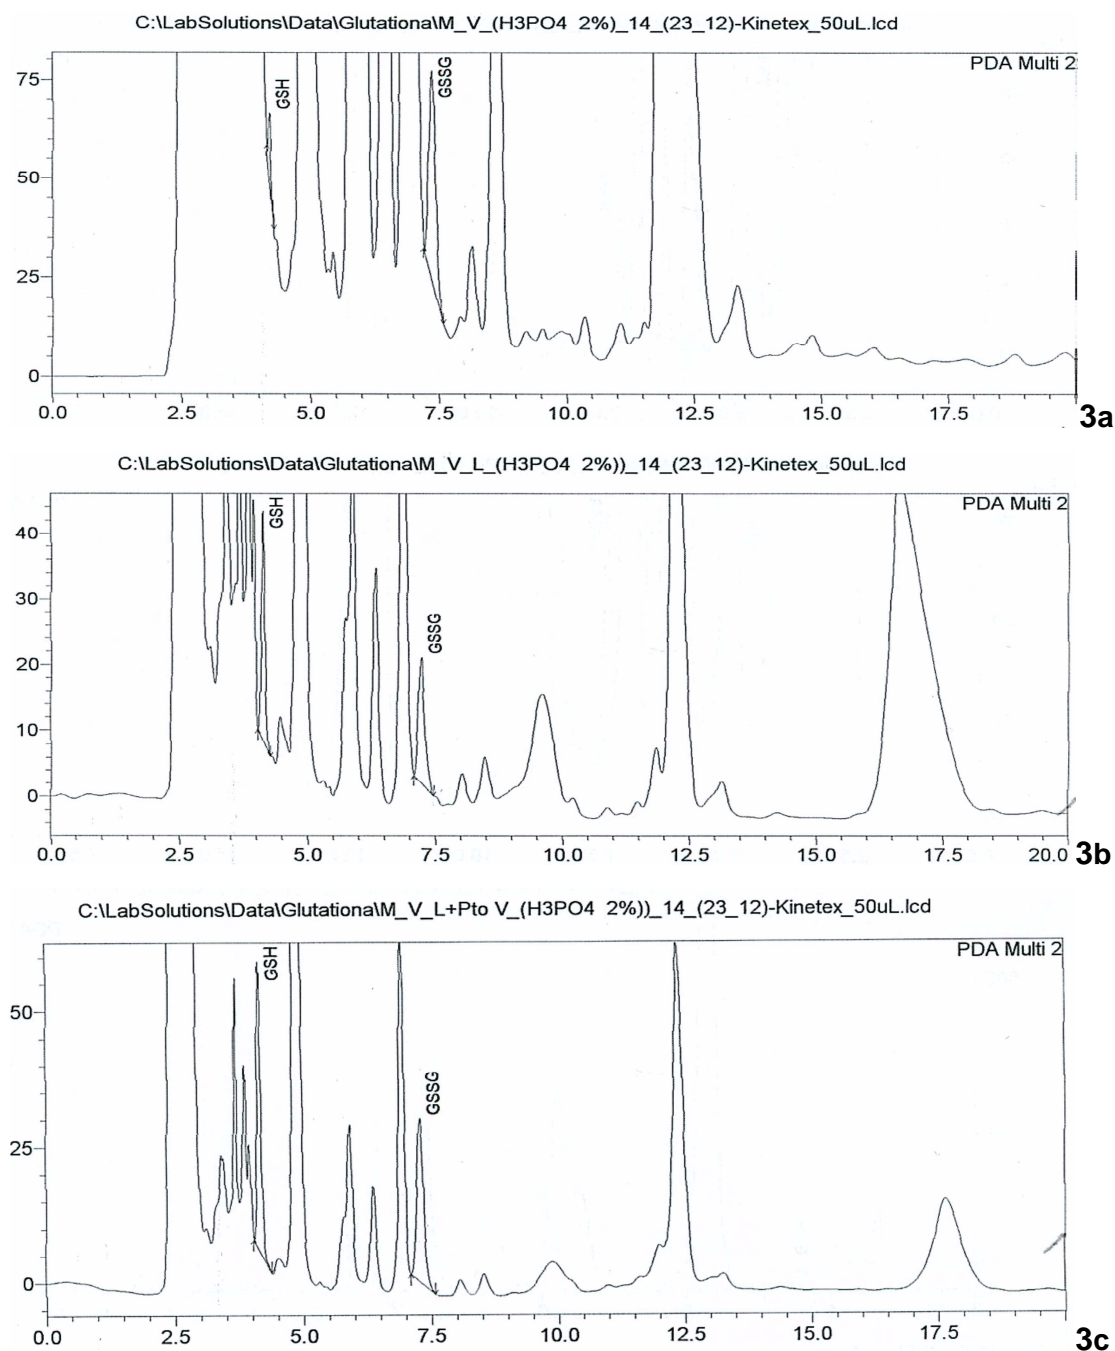 C:\LabSolutions\Data\Glutationa\M_V_(H3PO4 2%)_14_(23_12)-Kinetex_50uL.lcd
PDA Multi 2
75
50
25
0
GSH
GSSG
0.0 2.5 5.0 7.5 10.0 12.5 15.0 17.5
3a
C:\LabSolutions\Data\Glutationa\M_V_L_(H3PO4 2%))_14_(23_12)-Kinetex_50uL.lcd
PDA Multi 2
40
30
20
10
0
GSH
GSSG
0.0 2.5 5.0 7.5 10.0 12.5 15.0 17.5 20.0
3b
C:\LabSolutions\Data\Glutationa\M_V_L+Pto V_(H3PO4 2%))_14_(23_12)-Kinetex_50uL.lcd
PDA Multi 2
50
25
0
GSH
GSSG
0.0 2.5 5.0 7.5 10.0 12.5 15.0 17.5
3c